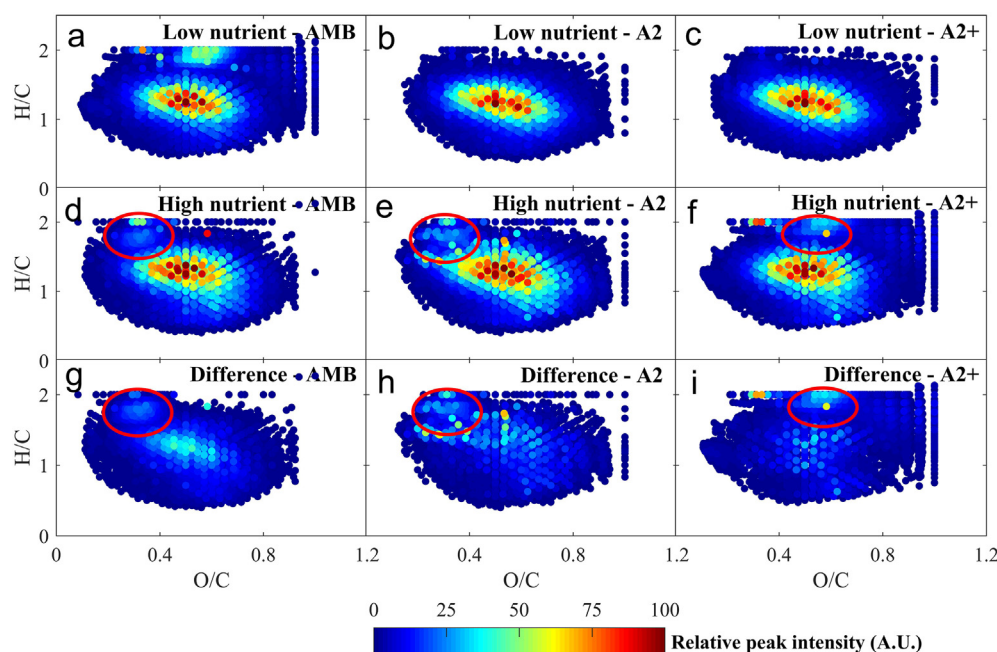 a Low nutrient - AMB
b Low nutrient - A2
c Low nutrient - A2+
2
H/C
1
0
d High nutrient - AMB
e High nutrient - A2
f High nutrient - A2+
2
H/C
1
0
g Difference - AMB
h Difference - A2
i Difference - A2+
2
H/C
1
0
0 0.4 0.8 1.2 0.4 0.8 1.2 0.4 0.8 1.2
O/C O/C O/C
0 25 50 75 100
Relative peak intensity (A.U.)